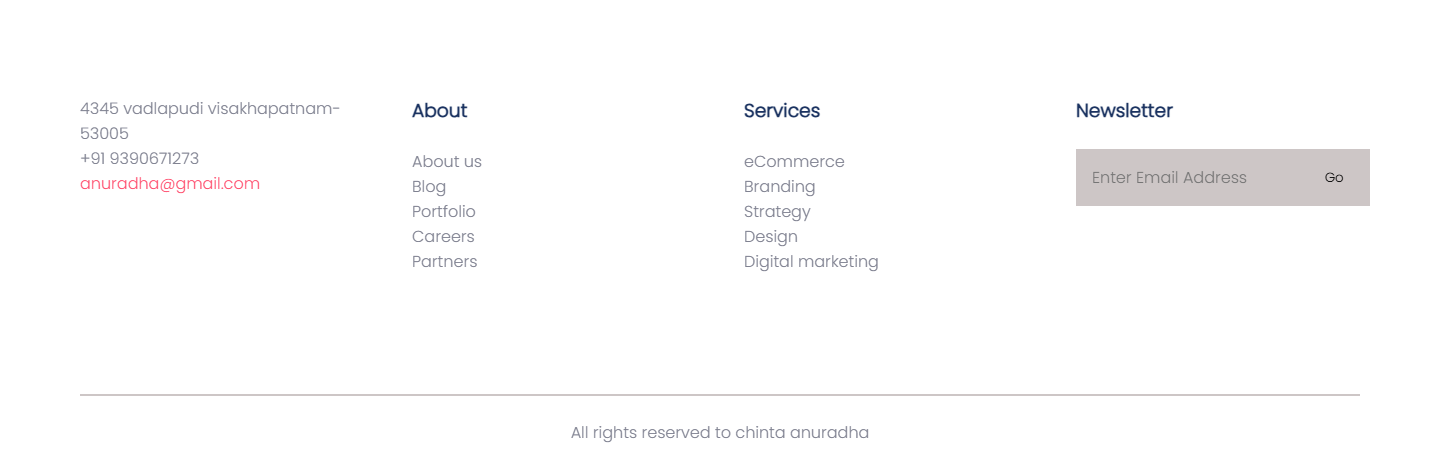 4345 vadlapudi visakhapatnam-
53005
+91 9390671273
anuradha@gmail.com
About
About us
Blog
Portfolio
Careers
Partners
Services
eCommerce
Branding
Strategy
Design
Digital marketing
Newsletter
Enter Email Address Go
All rights reserved to chinta anuradha